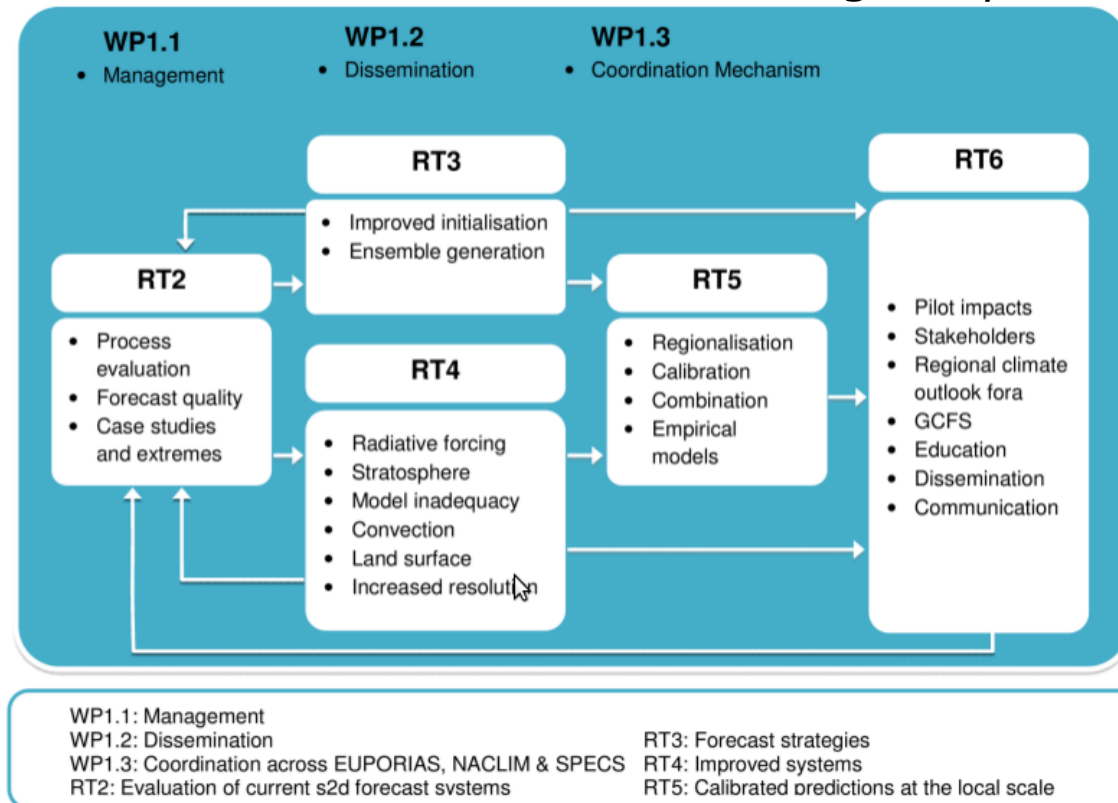 WP1.1
• Management
WP1.2
• Dissemination
WP1.3
• Coordination Mechanism
RT3
• Improved initialisation
• Ensemble generation
RT6
• Pilot impacts
• Stakeholders
• Regional climate
outlook fora
• GCFS
• Education
• Dissemination
• Communication
RT2
• Process
evaluation
• Forecast quality
• Case studies
and extremes
RT5
• Regionalisation
• Calibration
• Combination
• Empirical
models
RT4
• Radiative forcing
• Stratosphere
• Model inadequacy
• Convection
• Land surface
• Increased resolution
WP1.1: Management
WP1.2: Dissemination
WP1.3: Coordination across EUPORIAS, NACLIM & SPECS
RT2: Evaluation of current s2d forecast systems
RT3: Forecast strategies
RT4: Improved systems
RT5: Calibrated predictions at the local scale